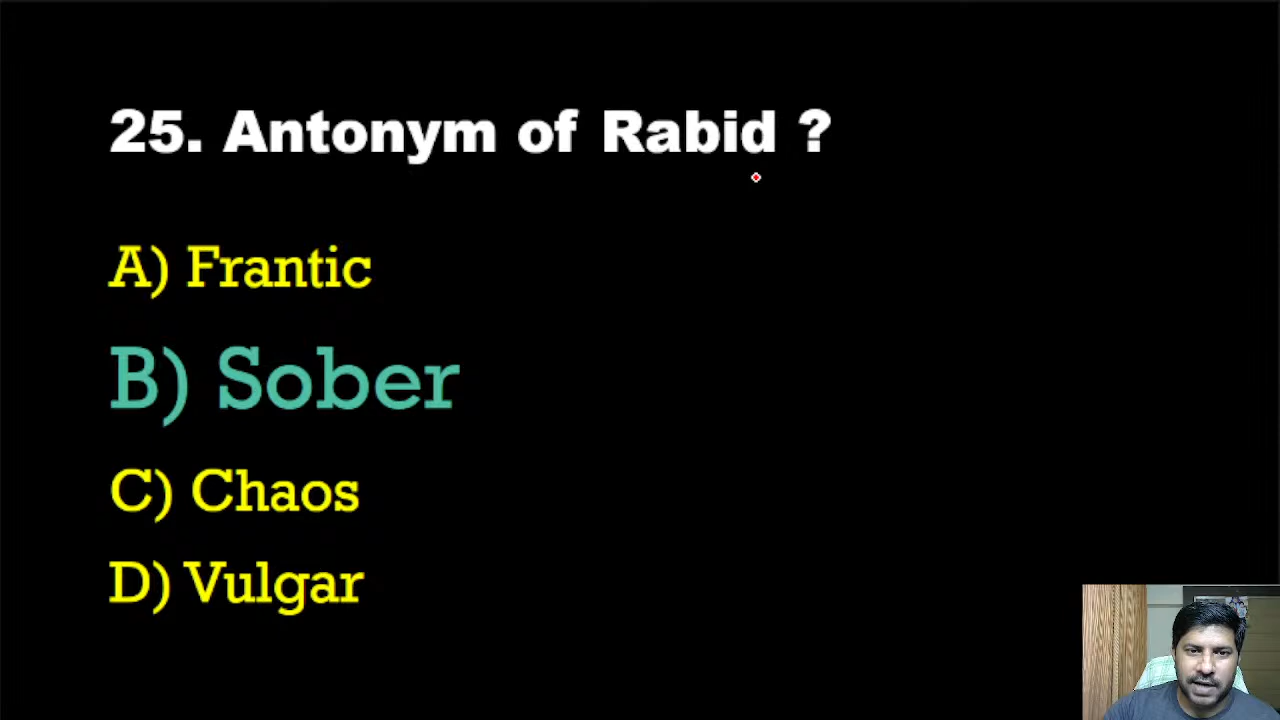 25. Antonym of Rabid ?
A) Frantic
B) Sober
C) Chaos
D) Vulgar